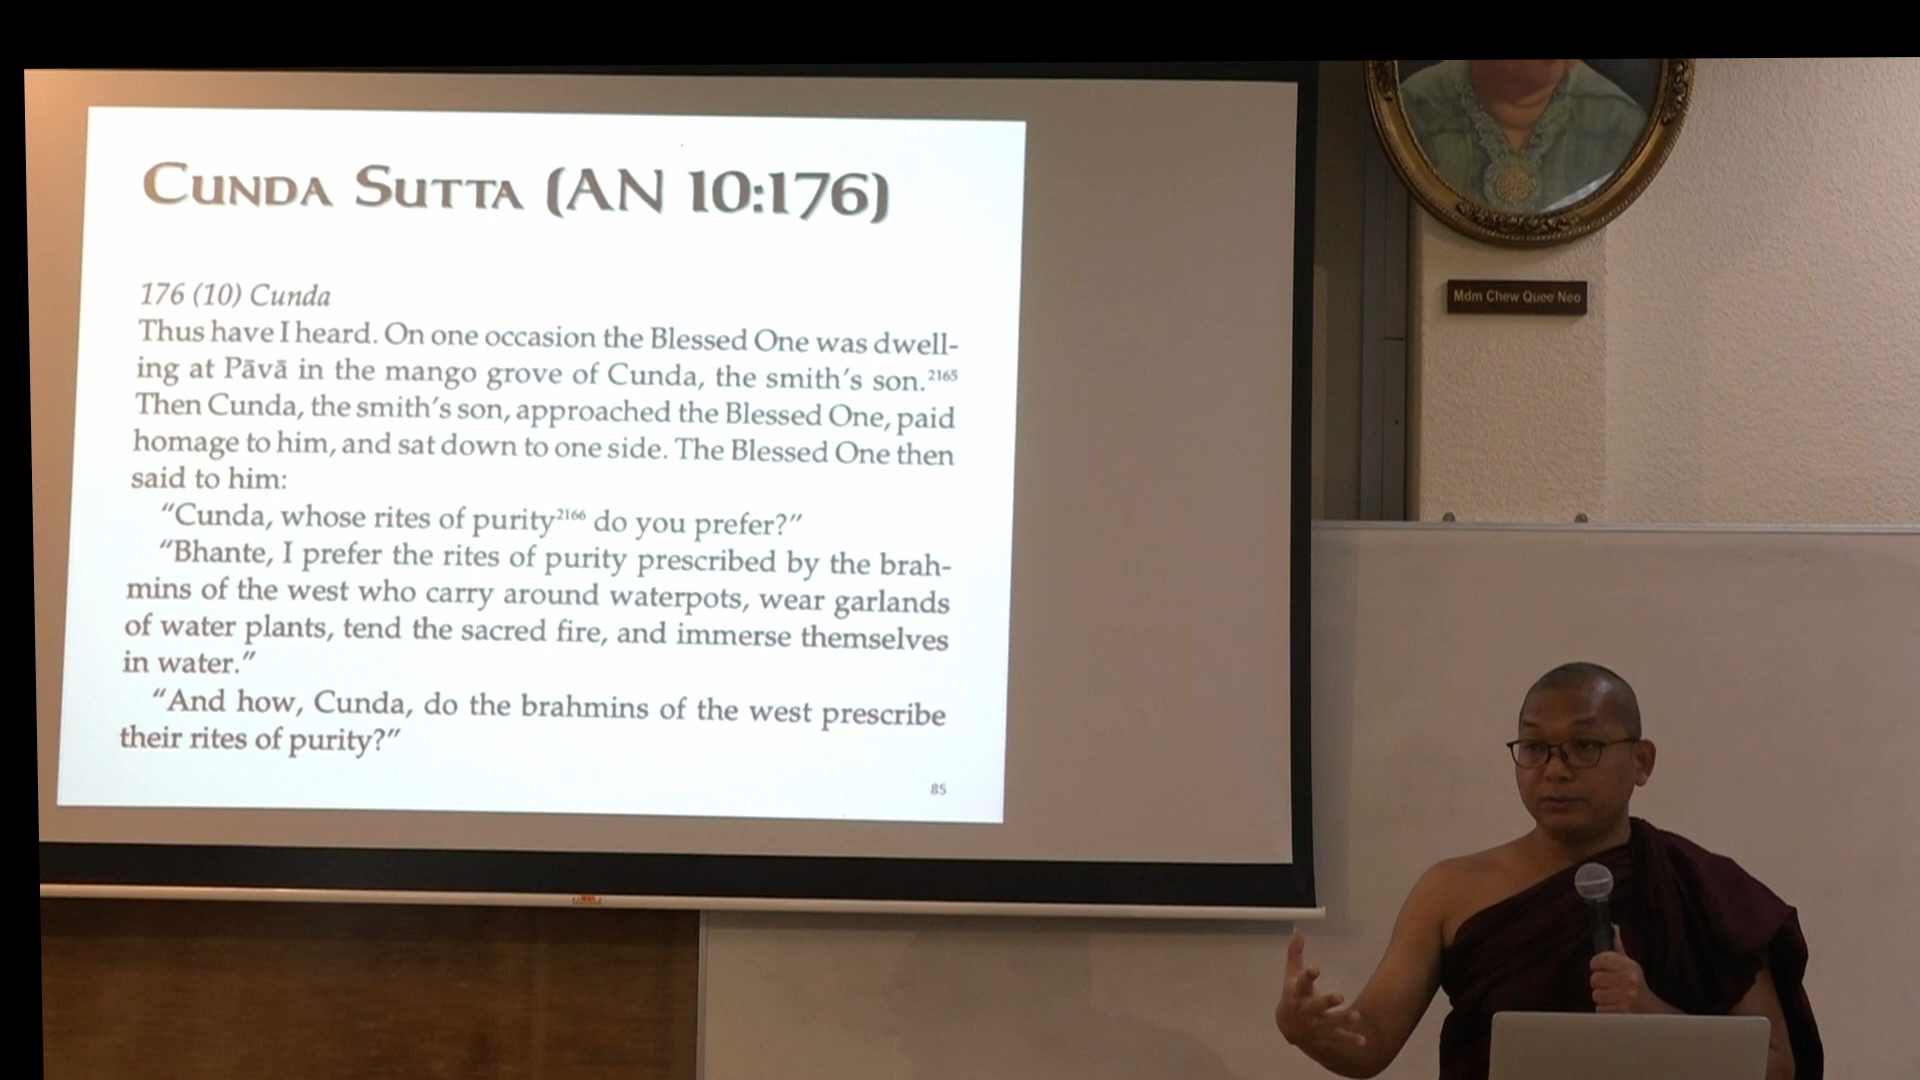 CUNDA SUTTA (AN 10:176)
176 (10) Cunda
Thus have I heard. On one occasion the Blessed One was dwell-
ing at Pāvā in the mango grove of Cunda, the smith's son.2165
Then Cunda, the smith's son, approached the Blessed One, paid
homage to him, and sat down to one side. The Blessed One then
said to him:
"Cunda, whose rites of purity2166 do you prefer?"
"Bhante, I prefer the rites of purity prescribed by the brah-
mins of the west who carry around waterpots, wear garlands
of water plants, tend the sacred fire, and immerse themselves
in water."
"And how, Cunda, do the brahmins of the west prescribe
their rites of purity?"
85
Mdm Chew Quee Neo